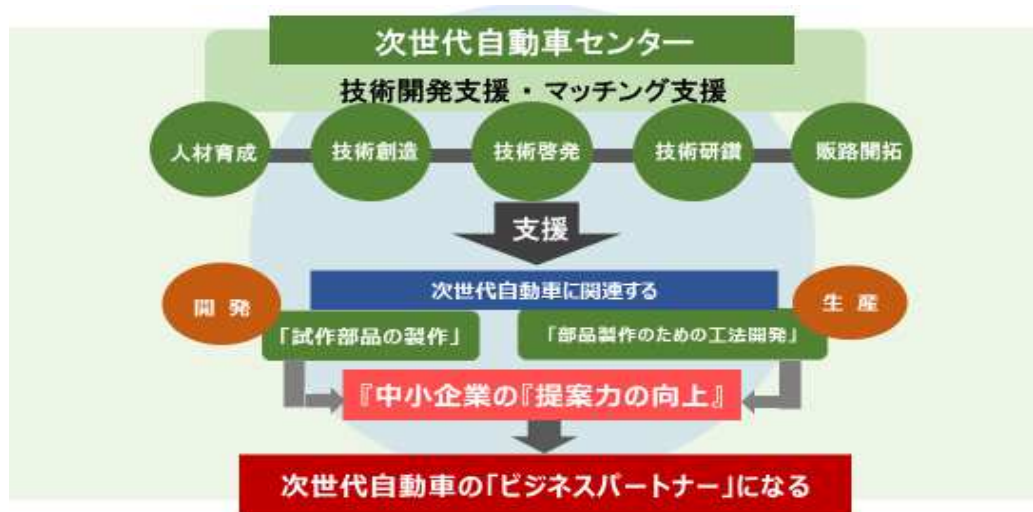 次世代自動車センター
技術開発支援・マッチング支援
人材育成
技術創造
技術啓発
技術研鑽
販路開拓
支援
開 発
次世代自動車に関連する
生 産
「試作部品の製作」
「部品製作のための工法開発」
『中小企業の『提案力の向上』
次世代自動車の「ビジネスパートナー」になる